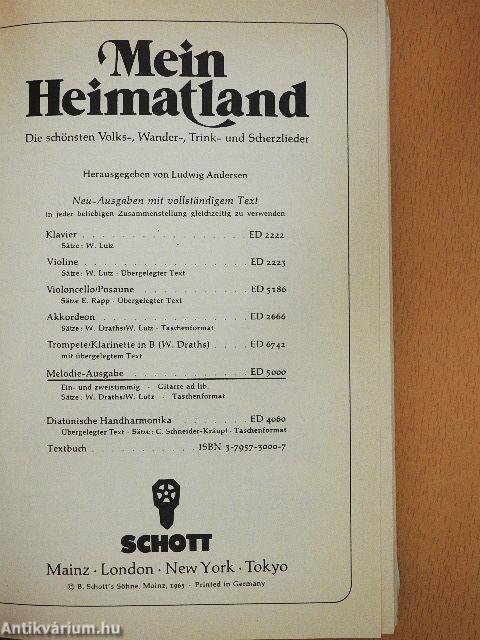 Mein
Heimatland
Die schönsten Volks-, Wander-, Trink- und Scherzlieder
Herausgegeben von Ludwig Andersen
Neu-Ausgaben mit vollständigem Text
in jeder beliebigen Zusammenstellung gleichzeitig zu verwenden
Klavier . . . . . . . . . . . . . . . . ED 2222
Sätze: W. Lutz
Violine . . . . . . . . . . . . . . . . ED 2223
Sätze: W. Lutz · Übergelegter Text
Violoncello/Posaune . . . . . . . . . ED 5186
Sätze E. Rapp · Übergelegter Text
Akkordeon . . . . . . . . . . . . . . ED 2666
Sätze: W. Draths/W. Lutz · Taschenformat
Trompete/Klarinette in B (W. Draths) . . . . ED 6742
mit übergelegtem Text
Melodie-Ausgabe . . . . . . . . . . . . ED 5000
Ein- und zweistimmig · Gitarre ad lib.
Sätze: W. Draths/W. Lutz · Taschenformat
Diatonische Handharmonika . . . . . . . ED 4060
Übergelegter Text · Sätze: C. Schneider-Kräupl · Taschenformat
Textbuch . . . . . . . . . . . ISBN 3-7957-3000-7
SCHOTT
Mainz · London · New York · Tokyo
© B. Schott's Söhne, Mainz, 1965 · Printed in Germany
Antikvárium.hu